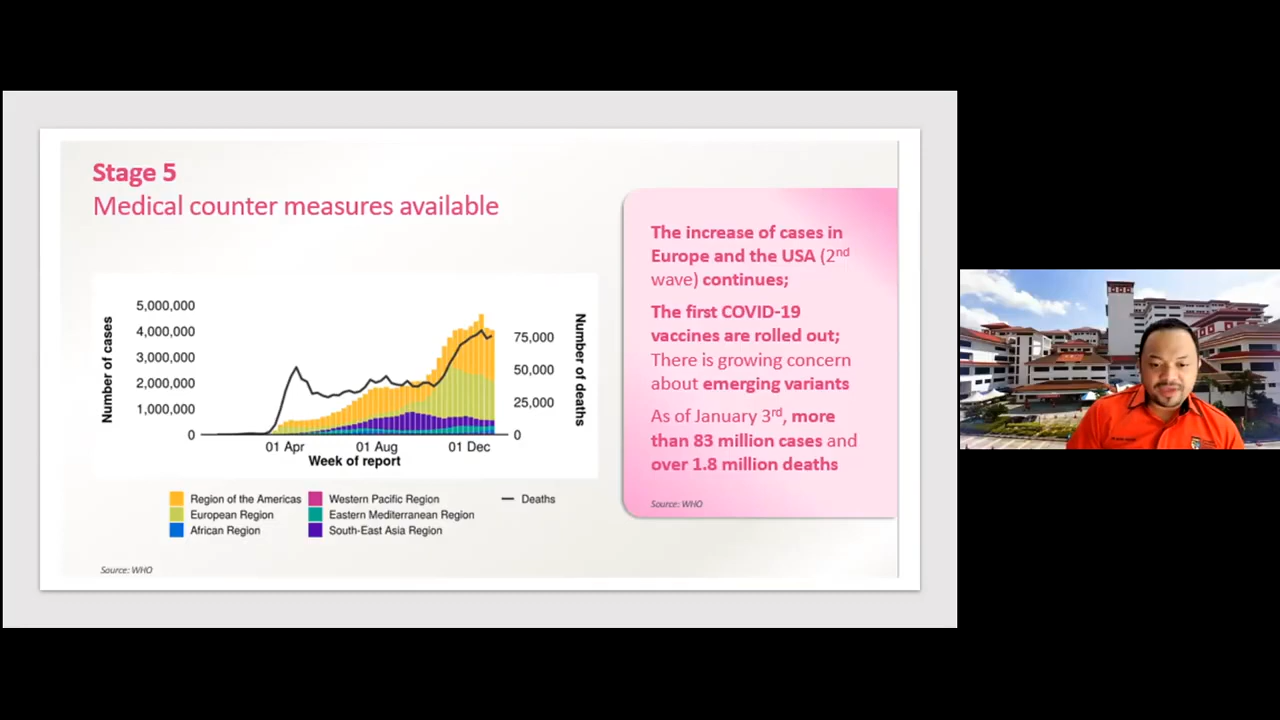 Stage 5
Medical counter measures available
Number of cases
5,000,000
4,000,000
3,000,000
2,000,000
1,000,000
0
01 Apr
01 Aug
01 Dec
Week of report
75,000
50,000
25,000
0
Number of deaths
Region of the Americas
European Region
African Region
Western Pacific Region
Eastern Mediterranean Region
South-East Asia Region
Deaths
Source: WHO
The increase of cases in
Europe and the USA (2nd
wave) continues;
The first COVID-19
vaccines are rolled out;
There is growing concern
about emerging variants
As of January 3rd, more
than 83 million cases and
over 1.8 million deaths
Source: WHO